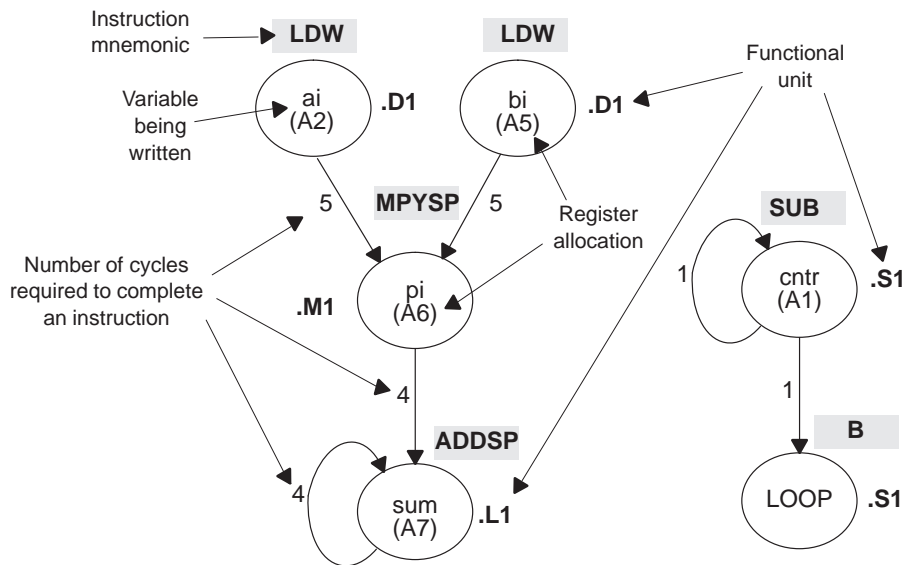 Instruction
mnemonic
LDW
LDW
Functional
unit
Variable
being
written
ai
(A2)
.D1
bi
(A5)
.D1
5
MPYSP
5
Register
allocation
SUB
Number of cycles
required to complete
an instruction
.M1
pi
(A6)
1
cntr
(A1)
.S1
4
1
ADDSP
B
4
sum
(A7)
.L1
LOOP
.S1